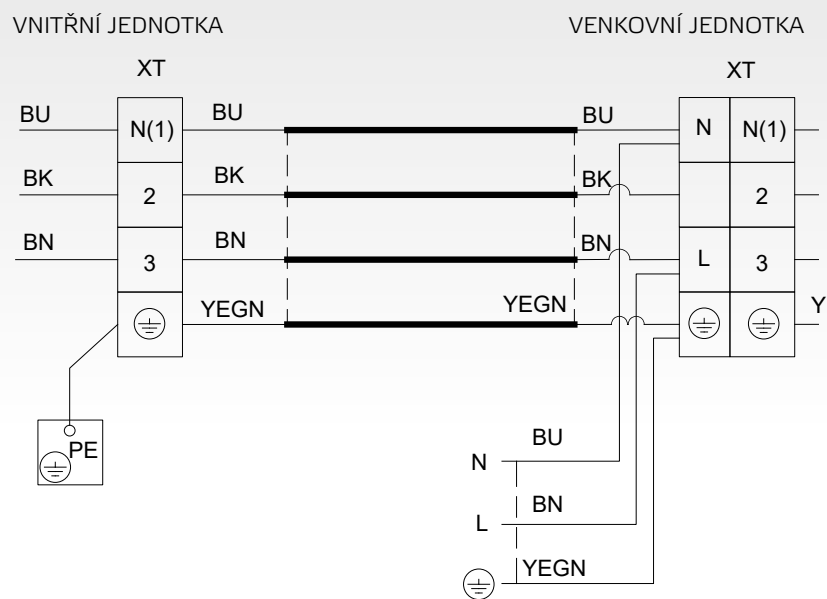 VNITŘNÍ JEDNOTKA VENKOVNÍ JEDNOTKA
XT XT
BU N(1) BU BU N N(1)
BK 2 BK BK 2
BN 3 BN BN L 3
YEGN YEGN Y
PE
N BU
L BN
YEGN